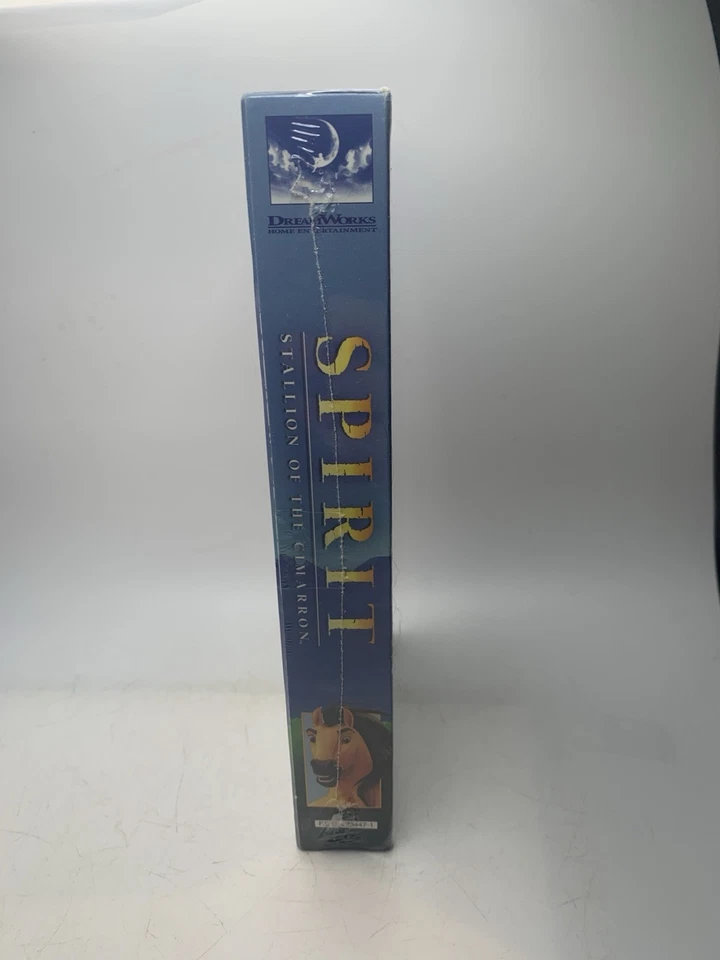 DREAMWORKS
HOME ENTERTAINMENT
SPIRIT
STALLION OF THE CIMARRON